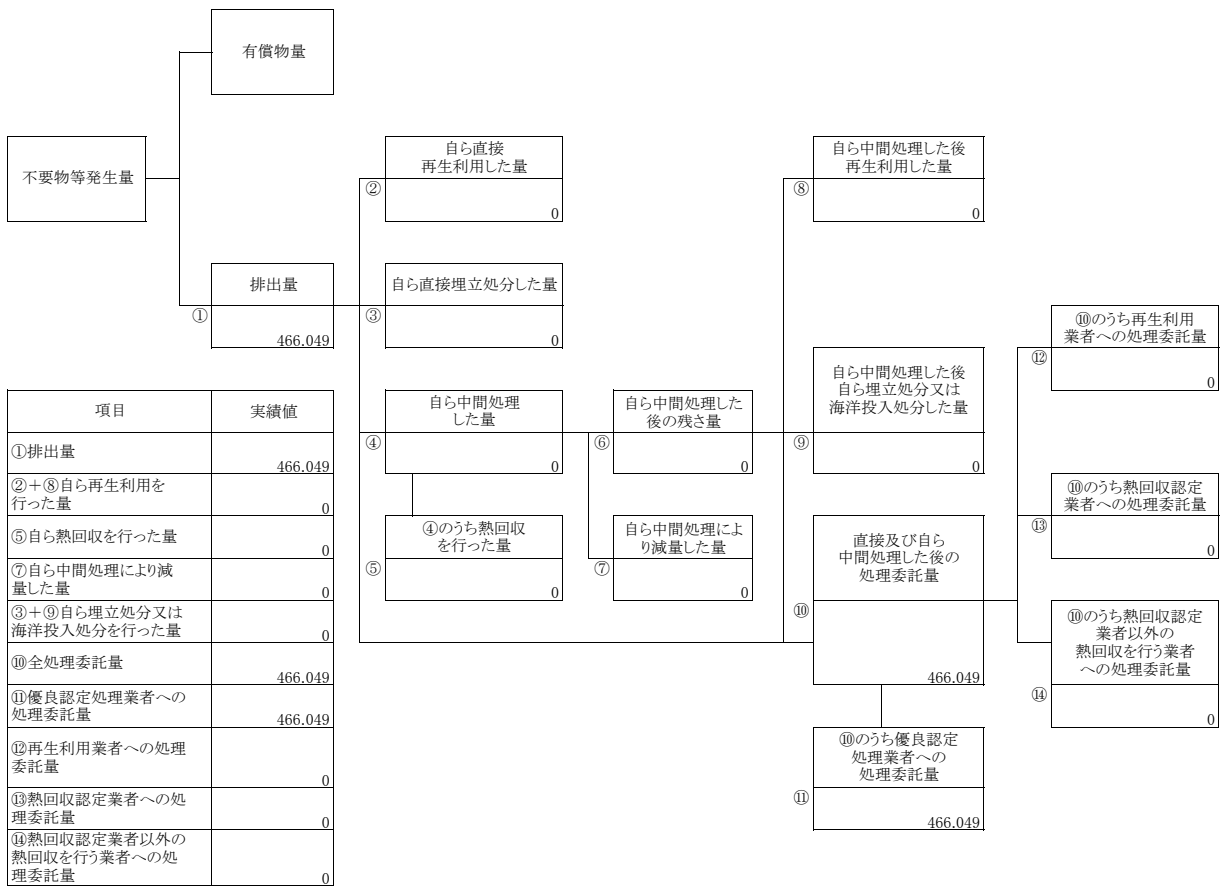 有償物量
不要物等発生量
排出量
①
466.049
自ら直接
再生利用した量
②
0
自ら直接埋立処分した量
③
0
自ら中間処理
した量
④
0
④のうち熱回収
を行った量
⑤
0
自ら中間処理した
後の残さ量
⑥
0
自ら中間処理によ
り減量した量
⑦
0
自ら中間処理した後
再生利用した量
⑧
0
自ら中間処理した後
自ら埋立処分又は
海洋投入処分した量
⑨
0
直接及び自ら
中間処理した後の
処理委託量
⑩
466.049
⑩のうち優良認定
処理業者への
処理委託量
⑪
466.049
⑩のうち再生利用
業者への処理委託量
⑫
0
⑩のうち熱回収認定
業者への処理委託量
⑬
0
⑩のうち熱回収認定
業者以外の
熱回収を行う業者
への処理委託量
⑭
0
項目 実績値
①排出量
466.049
②+⑧自ら再生利用を
行った量
0
⑤自ら熱回収を行った量
0
⑦自ら中間処理により減
量した量
0
③+⑨自ら埋立処分又は
海洋投入処分を行った量
0
⑩全処理委託量
466.049
⑪優良認定処理業者への
処理委託量
466.049
⑫再生利用業者への処理
委託量
0
⑬熱回収認定業者への処
理委託量
0
⑭熱回収認定業者以外の
熱回収を行う業者への処
理委託量
0